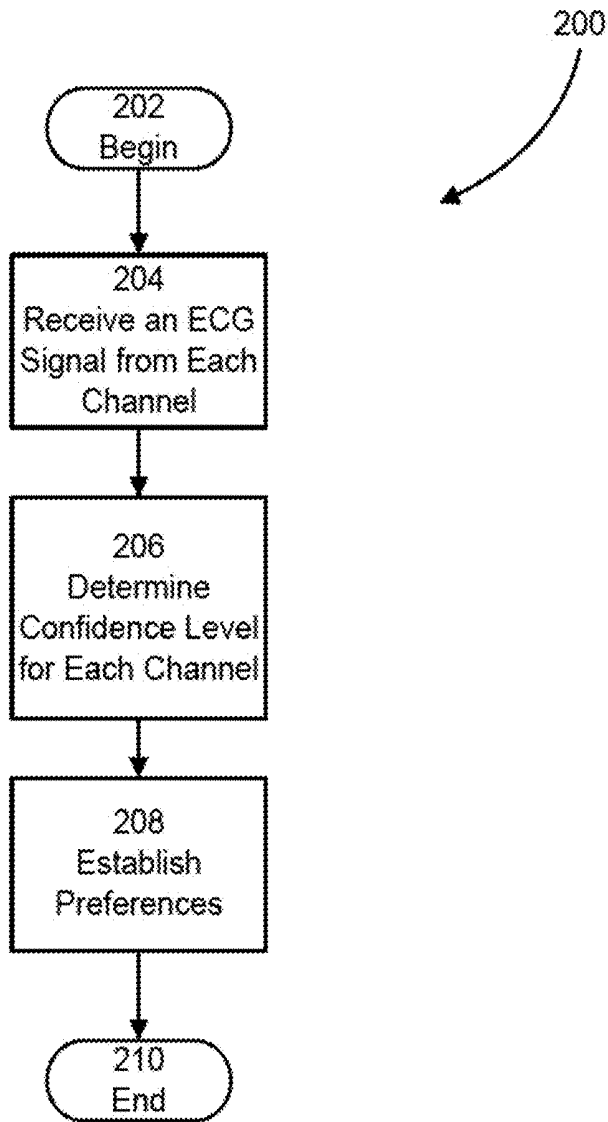 200
202
Begin
204
Receive an ECG
Signal from Each
Channel
206
Determine
Confidence Level
for Each Channel
208
Establish
Preferences
210
End